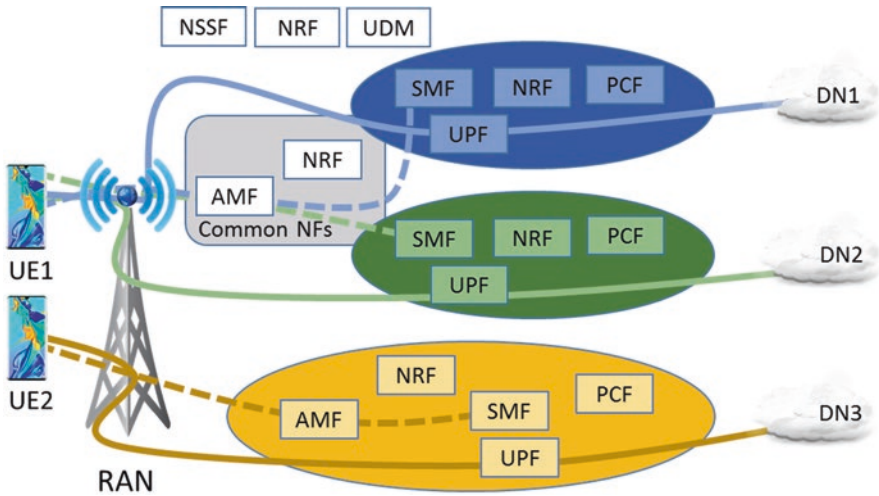 NSSF
NRF
UDM
SMF
NRF
PCF
DN1
UPF
NRF
AMF
Common NFs
UE1
SMF
NRF
PCF
DN2
UPF
UE2
NRF
PCF
AMF
SMF
DN3
UPF
RAN